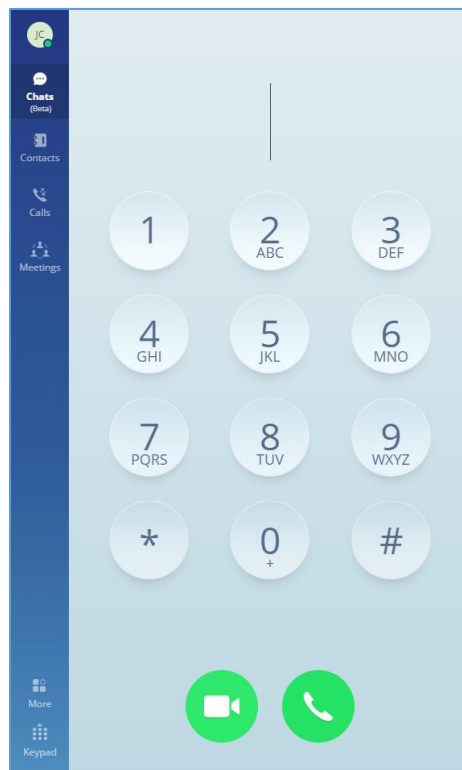 JC
Chats
(Beta)
Contacts
Calls
Meetings
More
Keypad
1
2
ABC
3
DEF
4
GHI
5
JKL
6
MNO
7
PQRS
8
TUV
9
WXYZ
*
0
+
#